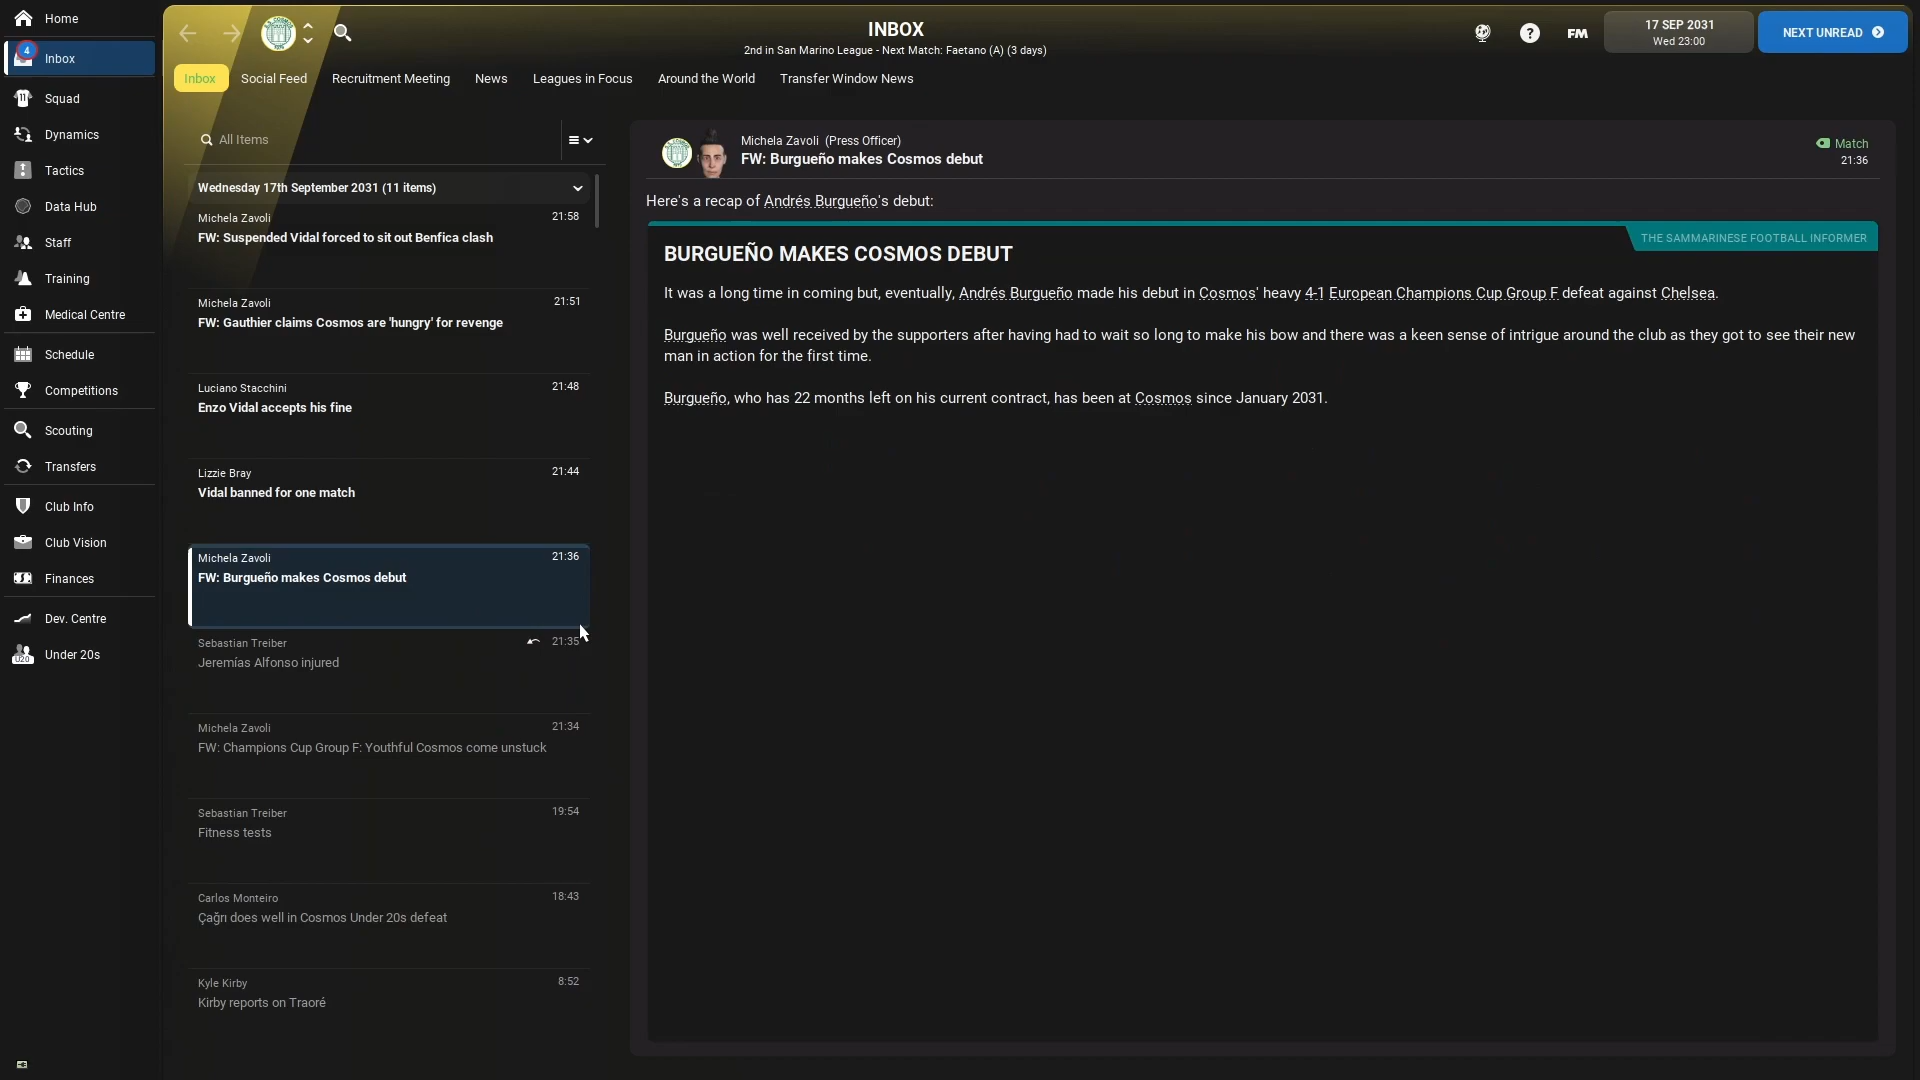 Home
4
Inbox
Squad
Dynamics
Tactics
Data Hub
Staff
Training
Medical Centre
Schedule
Competitions
Scouting
Transfers
Club Info
Club Vision
Finances
Dev. Centre
U20
Under 20s
INBOX
2nd in San Marino League - Next Match: Faetano (A) (3 days)
?
FM
17 SEP 2031
Wed 23:00
NEXT UNREAD
Inbox
Social Feed
Recruitment Meeting
News
Leagues in Focus
Around the World
Transfer Window News
All Items
Wednesday 17th September 2031 (11 items)
Michela Zavoli
21:58
FW: Suspended Vidal forced to sit out Benfica clash
Michela Zavoli
21:51
FW: Gauthier claims Cosmos are 'hungry' for revenge
Luciano Stacchini
21:48
Enzo Vidal accepts his fine
Lizzie Bray
21:44
Vidal banned for one match
Michela Zavoli
21:36
FW: Burgueño makes Cosmos debut
Sebastian Treiber
21:35
Jeremías Alfonso injured
Michela Zavoli
21:34
FW: Champions Cup Group F: Youthful Cosmos come unstuck
Sebastian Treiber
19:54
Fitness tests
Carlos Monteiro
18:43
Çağrı does well in Cosmos Under 20s defeat
Kyle Kirby
8:52
Kirby reports on Traoré
Michela Zavoli (Press Officer)
FW: Burgueño makes Cosmos debut
Match
21:36
Here's a recap of Andrés Burgueño's debut:
THE SAMMARINESE FOOTBALL INFORMER
BURGUEÑO MAKES COSMOS DEBUT
It was a long time in coming but, eventually, Andrés Burgueño made his debut in Cosmos' heavy 4-1 European Champions Cup Group F defeat against Chelsea.
Burgueño was well received by the supporters after having had to wait so long to make his bow and there was a keen sense of intrigue around the club as they got to see their new
man in action for the first time.
Burgueño, who has 22 months left on his current contract, has been at Cosmos since January 2031.